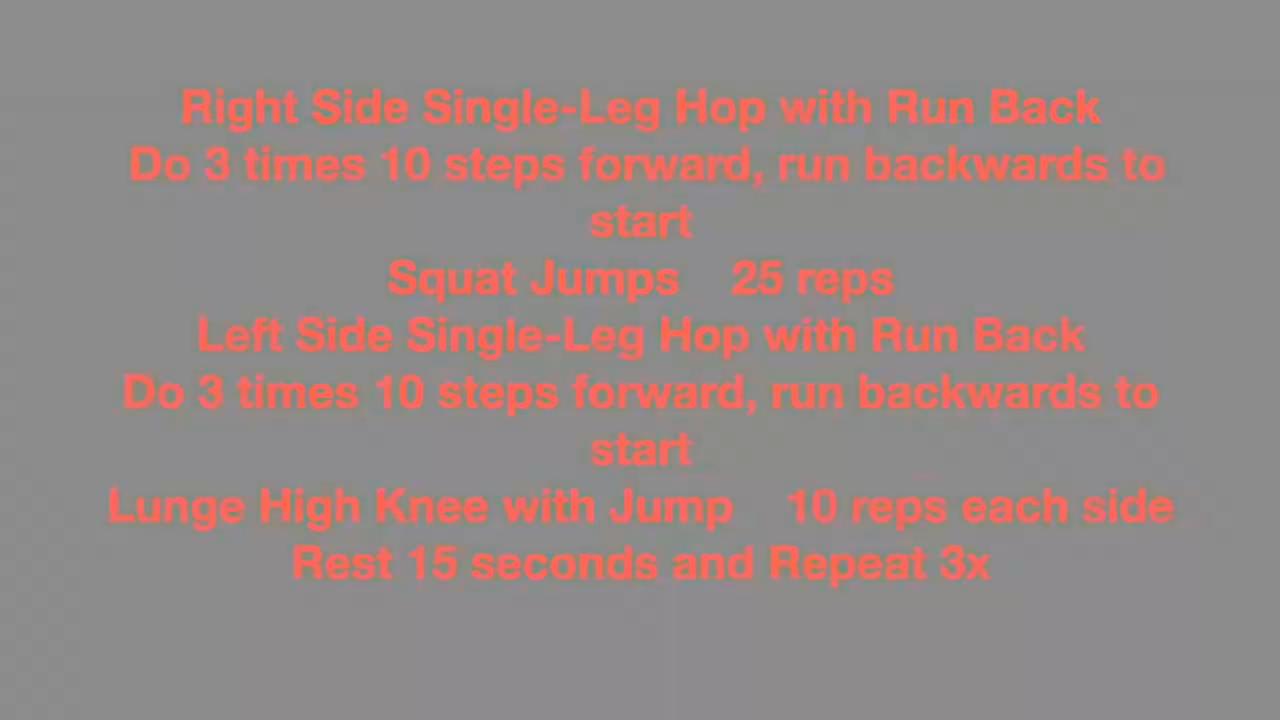 Right Side Single-Leg Hop with Run Back
Do 3 times 10 steps forward, run backwards to
start
Squat Jumps    25 reps
Left Side Single-Leg Hop with Run Back
Do 3 times 10 steps forward, run backwards to
start
Lunge High Knee with Jump    10 reps each side
Rest 15 seconds and Repeat 3x